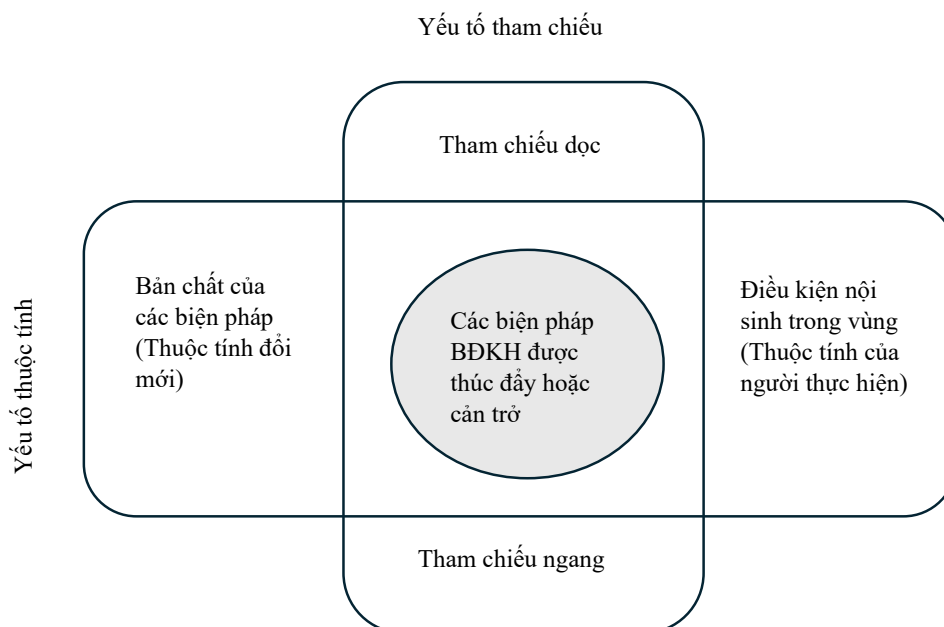 Yếu tố tham chiếu
Tham chiếu dọc
Yếu tố thuộc tính
Bản chất của
các biện pháp
(Thuộc tính đổi
mới)
Các biện pháp
BĐKH được
thúc đẩy hoặc
cản trở
Điều kiện nội
sinh trong vùng
(Thuộc tính của
người thực hiện)
Tham chiếu ngang